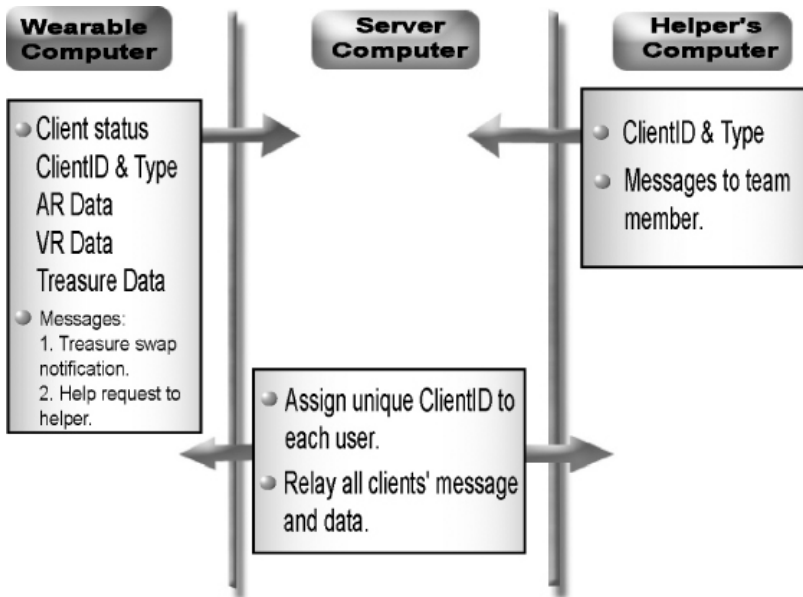 Wearable
Computer
Server
Computer
Helper's
Computer
Client status
ClientID & Type
AR Data
VR Data
Treasure Data
Messages:
1. Treasure swap
notification.
2. Help request to
helper.
ClientID & Type
Messages to team
member.
Assign unique ClientID to
each user.
Relay all clients' message
and data.